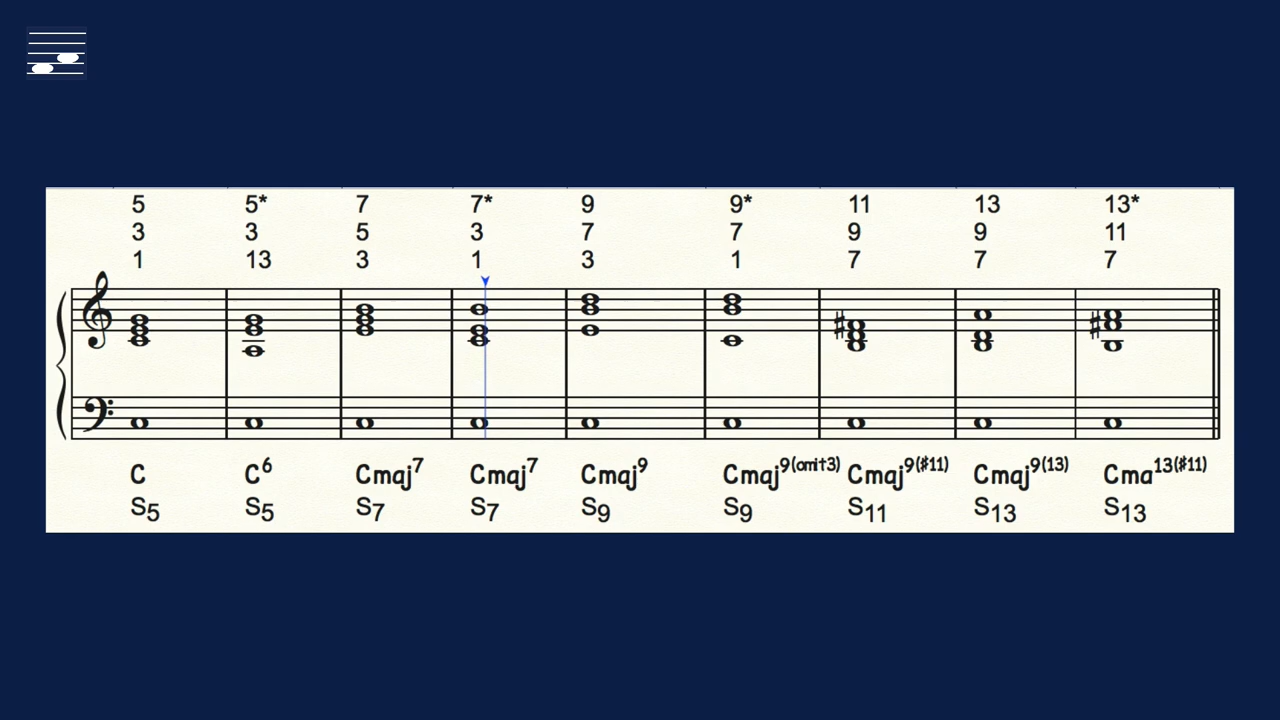 5 5* 7 7* 9 9* 11 13 13*
3 3 5 3 7 7 9 9 11
1 13 3 1 3 1 7 7 7
C C6 Cmaj7 Cmaj7 Cmaj9 Cmaj9(omit3) Cmaj9(#11) Cmaj9(13) Cma13(#11)
S5 S5 S7 S7 S9 S9 S11 S13 S13